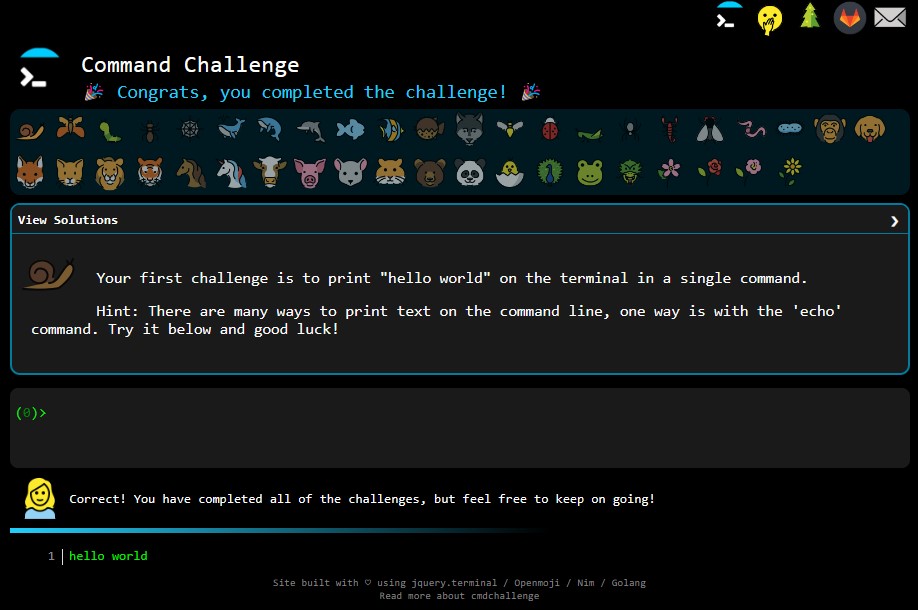 Command Challenge
Congrats, you completed the challenge!
View Solutions
Your first challenge is to print "hello world" on the terminal in a single command.
Hint: There are many ways to print text on the command line, one way is with the 'echo'
command. Try it below and good luck!
(0)>
Correct! You have completed all of the challenges, but feel free to keep on going!
1 hello world
Site built with ♡ using jquery.terminal / Openmoji / Nim / Golang
Read more about cmdchallenge